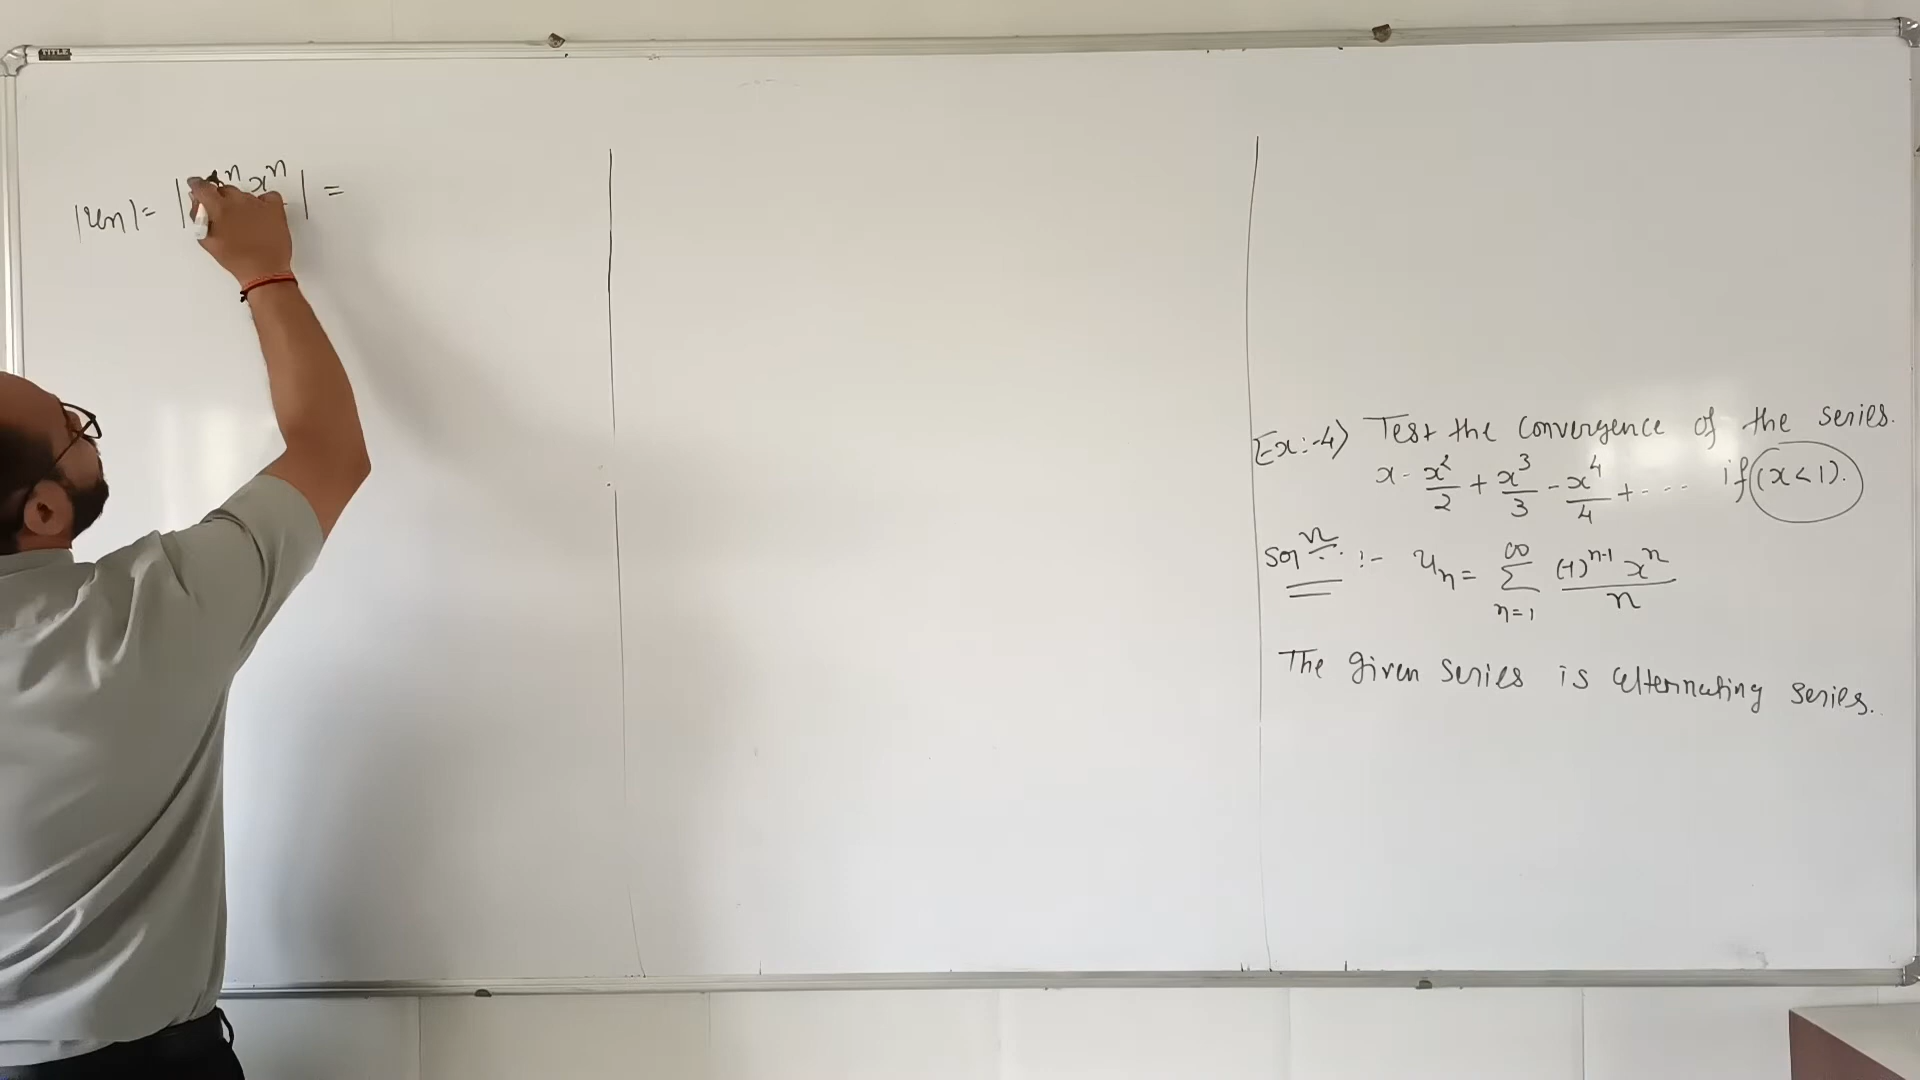 |un| = | n xⁿ | =
Ex:-4) Test the convergence of the series.
x - x²/2 + x³/3 - x⁴/4 + --- if (x < 1).
Solⁿ :- uₙ = ∑_{n=1}^{∞} (-1)ⁿ⁻¹ xⁿ / n
The given series is alternating series.